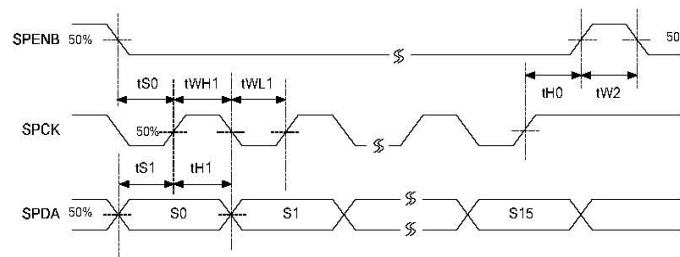 SPENB 50% 50
tS0 tWH1 tWL1 tH0 tW2
SPCK 50%
tS1 tH1
SPDA 50% S0 S1 S15